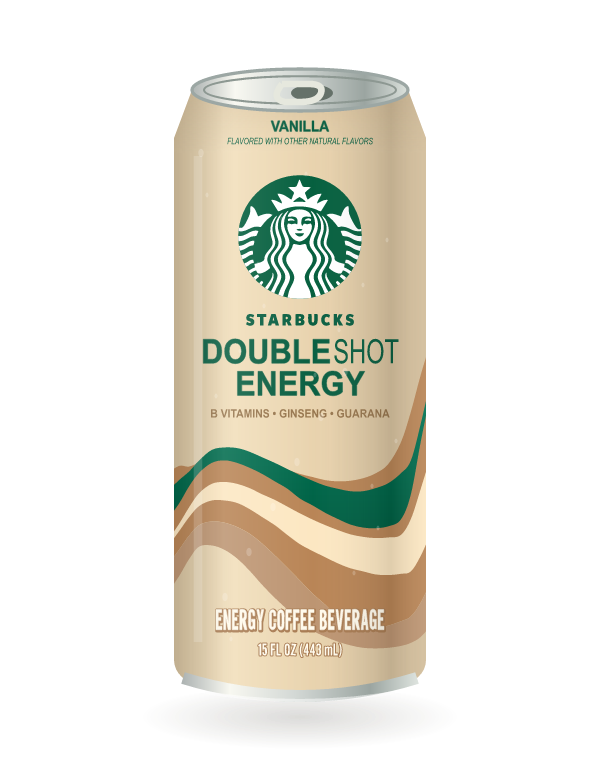 VANILLA
FLAVORED WITH OTHER NATURAL FLAVORS
STARBUCKS
DOUBLESHOT
ENERGY
B VITAMINS • GINSENG • GUARANA
ENERGY COFFEE BEVERAGE
15 FL OZ (443 mL)